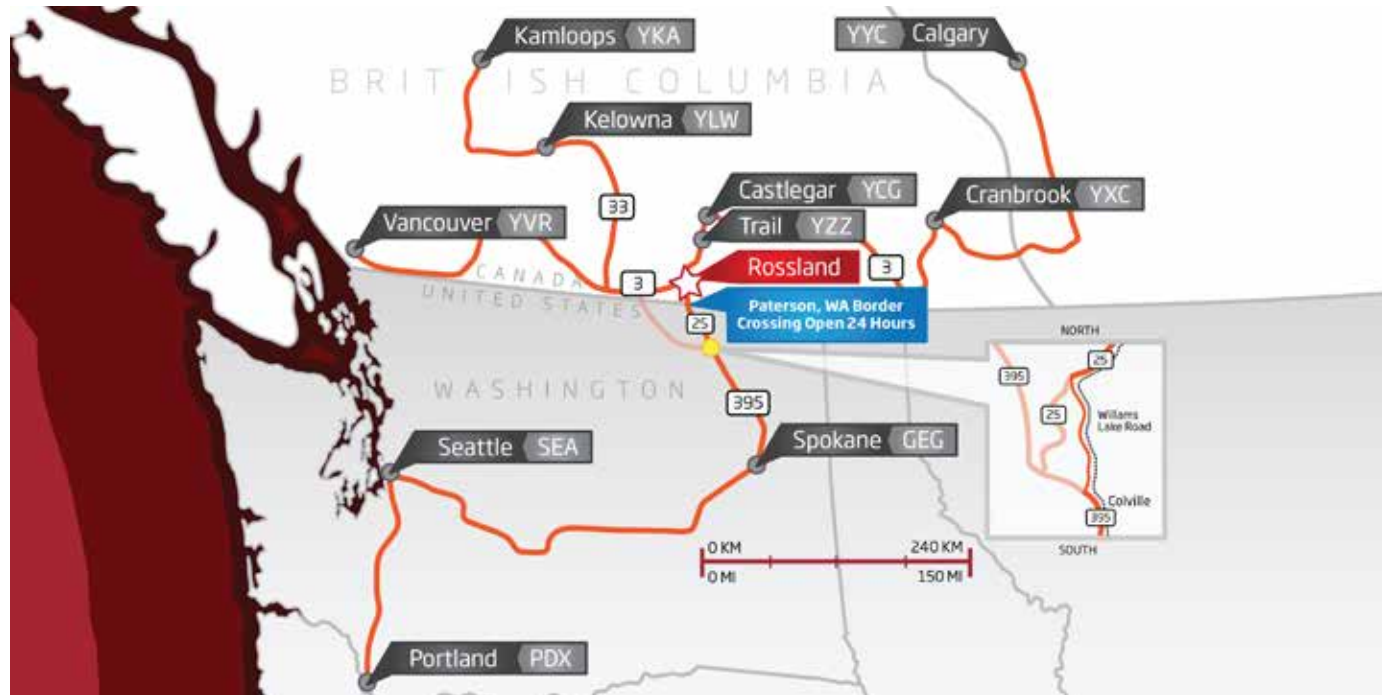 Kamloops YKA
YYC Calgary
BRITISH COLUMBIA
Kelowna YLW
Castlegar YCG
Cranbrook YXC
33
Vancouver YVR
Trail YZZ
Rossland
3
CANADA
3
UNITED STATES
Paterson, WA Border
Crossing Open 24 Hours
25
NORTH
395
25
WASHINGTON
395
25
Willams
Lake Road
Seattle SEA
Spokane GEG
Colville
395
SOUTH
0 KM 240 KM
0 MI 150 MI
Portland PDX